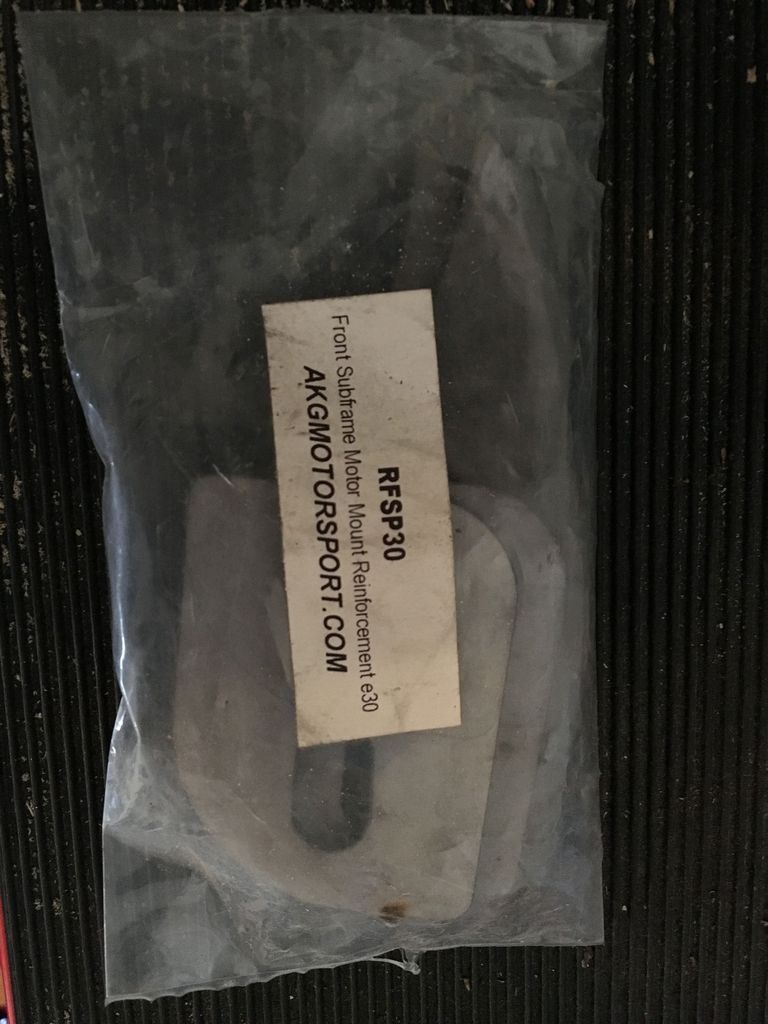 RFSP30
Front Subframe Motor Mount Reinforcement e30
AKGMOTORSPORT.COM